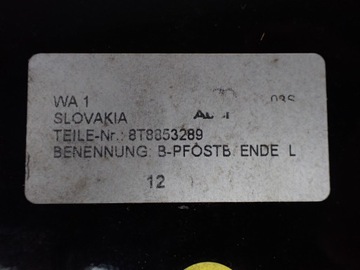 WA 1
SLOVAKIA
TEILE-Nr.: 8T8853289
BENENNUNG: B-PFOSTB ENDE L
12